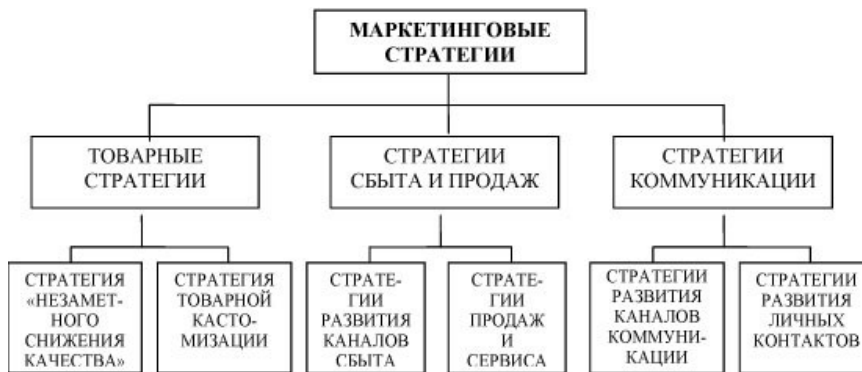 МАРКЕТИНГОВЫЕ
СТРАТЕГИИ
ТОВАРНЫЕ
СТРАТЕГИИ
СТРАТЕГИИ
СБЫТА И ПРОДАЖ
СТРАТЕГИИ
КОММУНИКАЦИИ
СТРАТЕГИЯ
«НЕЗАМЕТ-
НОГО
СНИЖЕНИЯ
КАЧЕСТВА»
СТРАТЕГИЯ
ТОВАРНОЙ
КАСТО-
МИЗАЦИИ
СТРАТЕ-
ГИИ
РАЗВИТИЯ
КАНАЛОВ
СБЫТА
СТРАТЕ-
ГИИ
ПРОДАЖ
И
СЕРВИСА
СТРАТЕГИИ
РАЗВИТИЯ
КАНАЛОВ
КОММУНИ-
КАЦИИ
СТРАТЕГИИ
РАЗВИТИЯ
ЛИЧНЫХ
КОНТАКТОВ